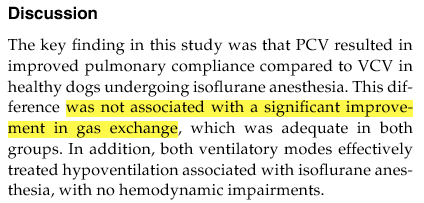 Discussion
The key finding in this study was that PCV resulted in
improved pulmonary compliance compared to VCV in
healthy dogs undergoing isoflurane anesthesia. This dif-
ference was not associated with a significant improve-
ment in gas exchange, which was adequate in both
groups. In addition, both ventilatory modes effectively
treated hypoventilation associated with isoflurane anes-
thesia, with no hemodynamic impairments.